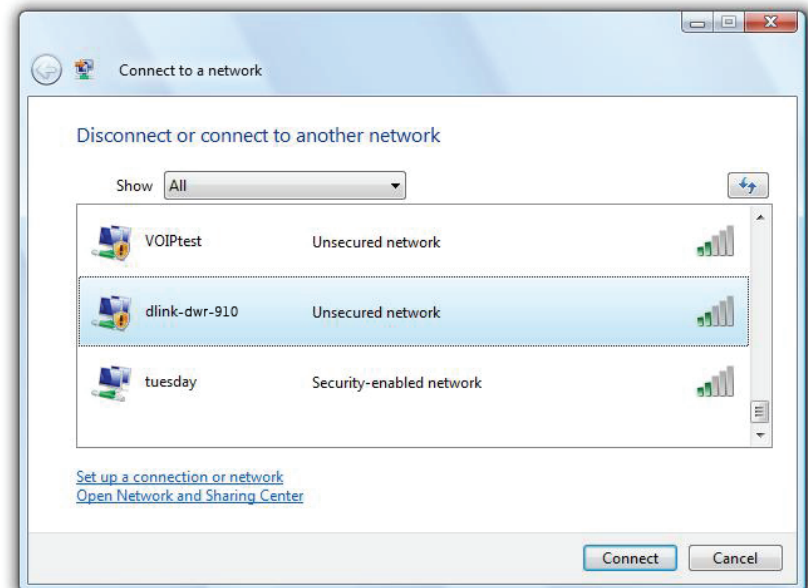 Connect to a network
Disconnect or connect to another network
Show All
VOIPtest Unsecured network
dlink-dwr-910 Unsecured network
tuesday Security-enabled network
Set up a connection or network
Open Network and Sharing Center
Connect Cancel